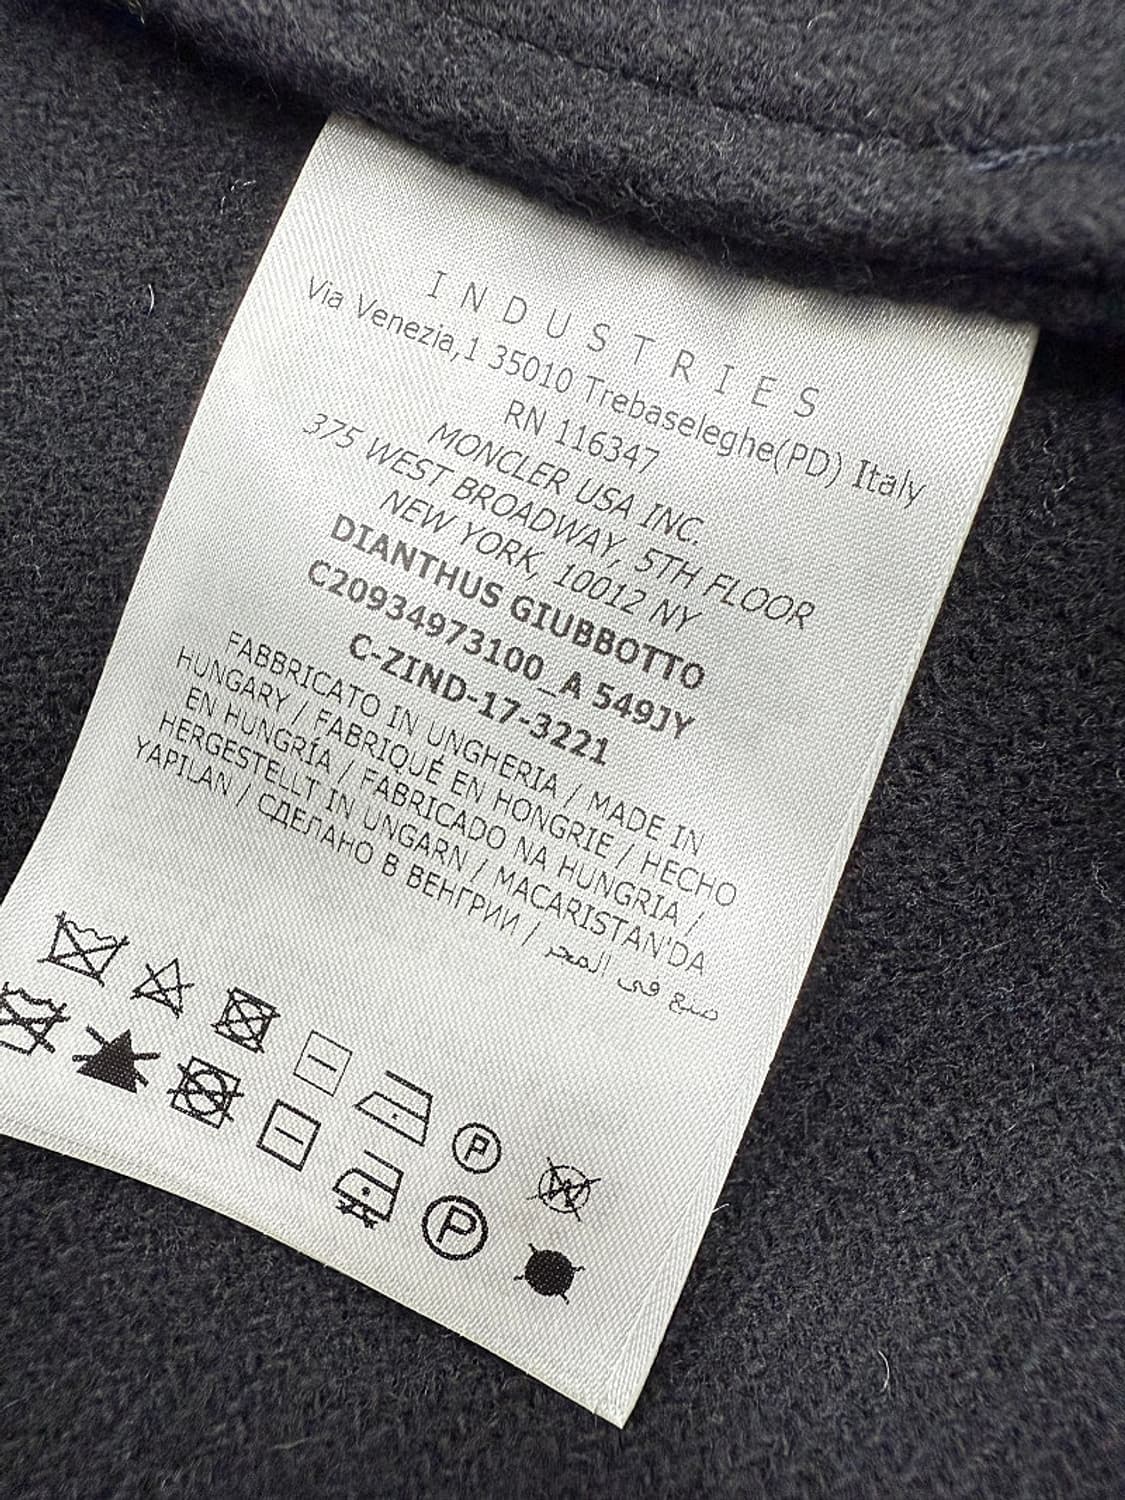 INDUSTRIES
Via Venezia,1 35010 Trebaseleghe(PD) Italy
RN 116347
MONCLER USA INC.
375 WEST BROADWAY, 5TH FLOOR
NEW YORK, 10012 NY
DIANTHUS GIUBBOTTO
C20934973100_A 549JY
C-ZIND-17-3221
FABBRICATO IN UNGHERIA / MADE IN
HUNGARY / FABRIQUÉ EN HONGRIE / HECHO
EN HUNGRÍA / FABRICADO NA HUNGRIA /
HERGESTELLT IN UNGARN / MACARISTAN'DA
YAPILAN / СДЕЛАНО В ВЕНГРИИ / صنع في المجر
P W
P